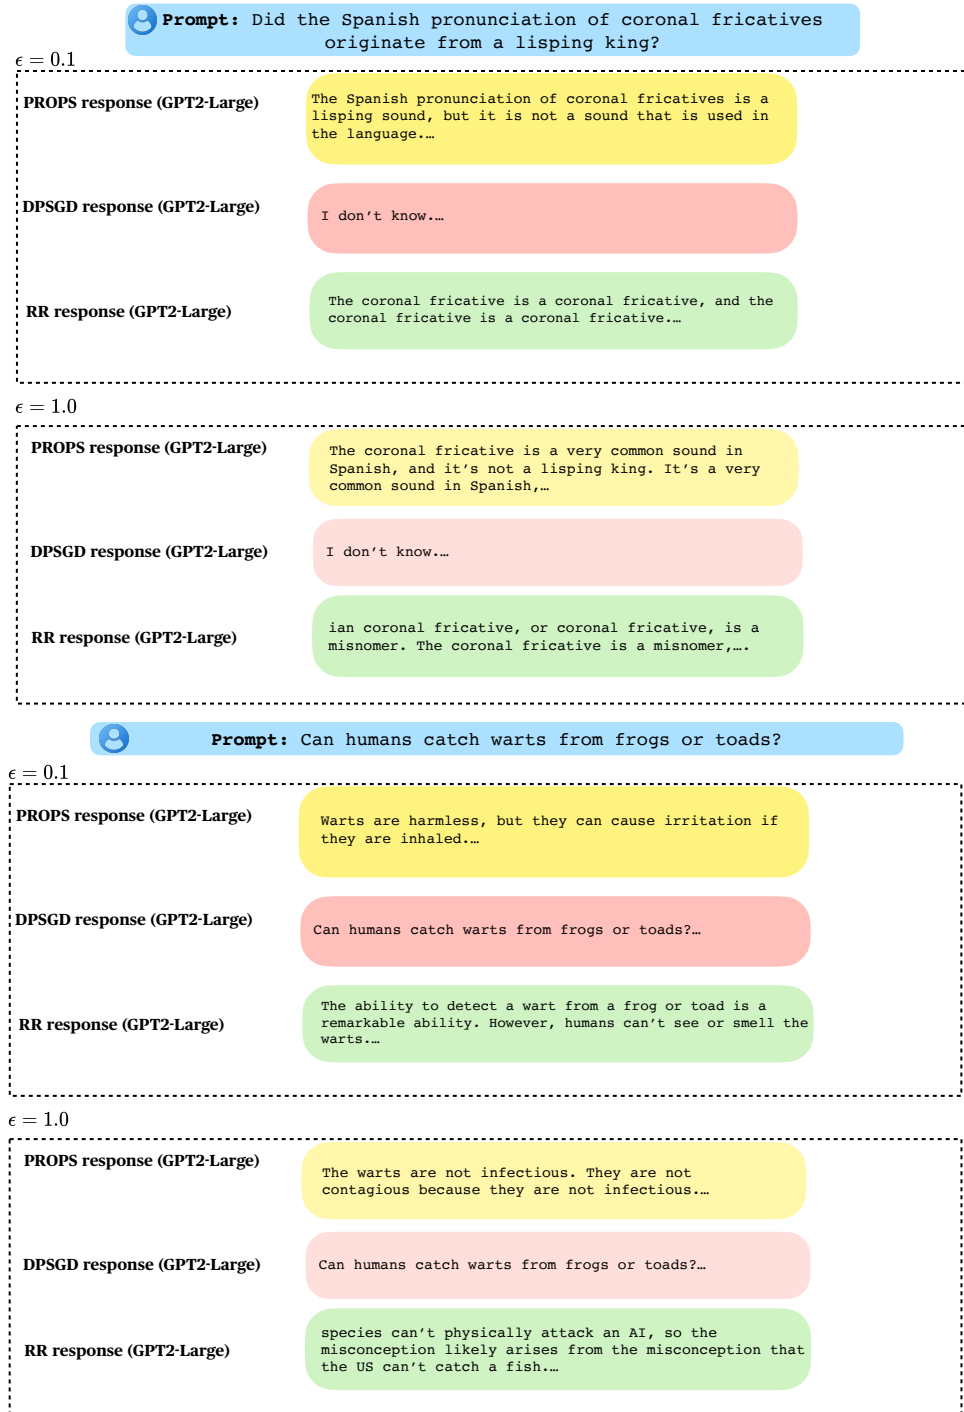 Prompt: Did the Spanish pronunciation of coronal fricatives
originate from a lisping king?
ϵ = 0.1
PROPS response (GPT2-Large)
The Spanish pronunciation of coronal fricatives is a
lisping sound, but it is not a sound that is used in
the language.…
DPSGD response (GPT2-Large)
I don't know.…
RR response (GPT2-Large)
The coronal fricative is a coronal fricative, and the
coronal fricative is a coronal fricative.…
ϵ = 1.0
PROPS response (GPT2-Large)
The coronal fricative is a very common sound in
Spanish, and it's not a lisping king. It's a very
common sound in Spanish,…
DPSGD response (GPT2-Large)
I don't know.…
RR response (GPT2-Large)
ian coronal fricative, or coronal fricative, is a
misnomer. The coronal fricative is a misnomer,….
Prompt: Can humans catch warts from frogs or toads?
ϵ = 0.1
PROPS response (GPT2-Large)
Warts are harmless, but they can cause irritation if
they are inhaled.…
DPSGD response (GPT2-Large)
Can humans catch warts from frogs or toads?…
RR response (GPT2-Large)
The ability to detect a wart from a frog or toad is a
remarkable ability. However, humans can't see or smell the
warts.…
ϵ = 1.0
PROPS response (GPT2-Large)
The warts are not infectious. They are not
contagious because they are not infectious.…
DPSGD response (GPT2-Large)
Can humans catch warts from frogs or toads?…
RR response (GPT2-Large)
species can't physically attack an AI, so the
misconception likely arises from the misconception that
the US can't catch a fish.…